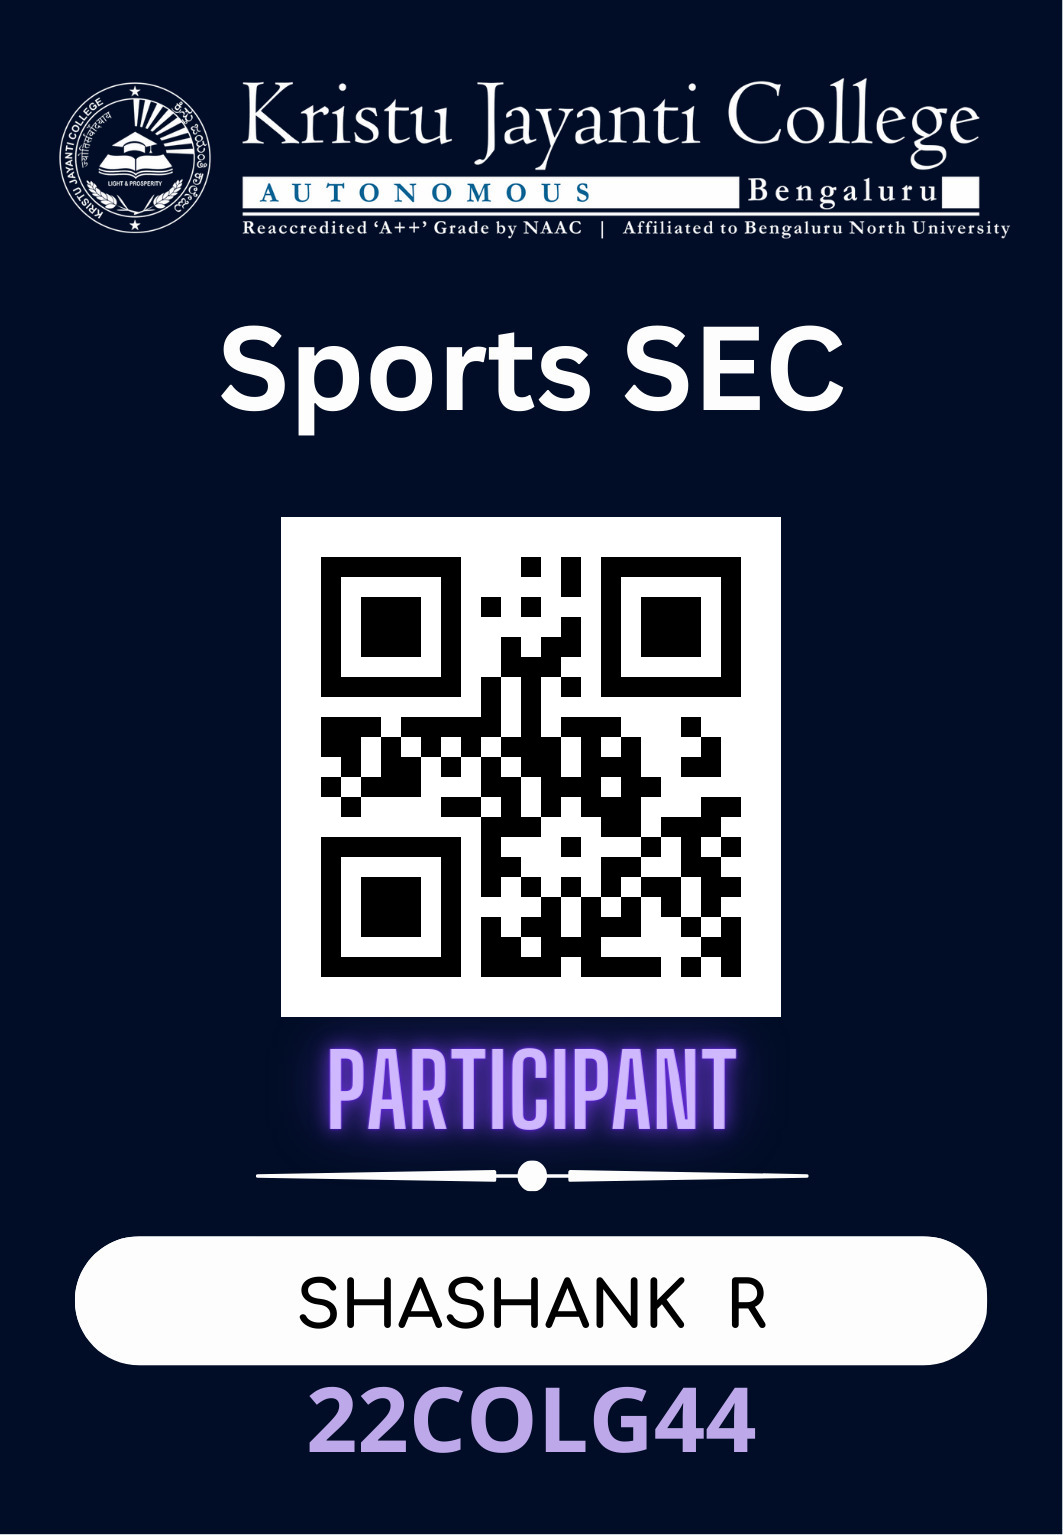 Kristu Jayanti College
AUTONOMOUS Bengaluru
Reaccredited ‘A++’ Grade by NAAC | Affiliated to Bengaluru North University
KRISTU JAYANTI COLLEGE
LIGHT & PROSPERITY
Sports SEC
PARTICIPANT
SHASHANK R
22COLG44